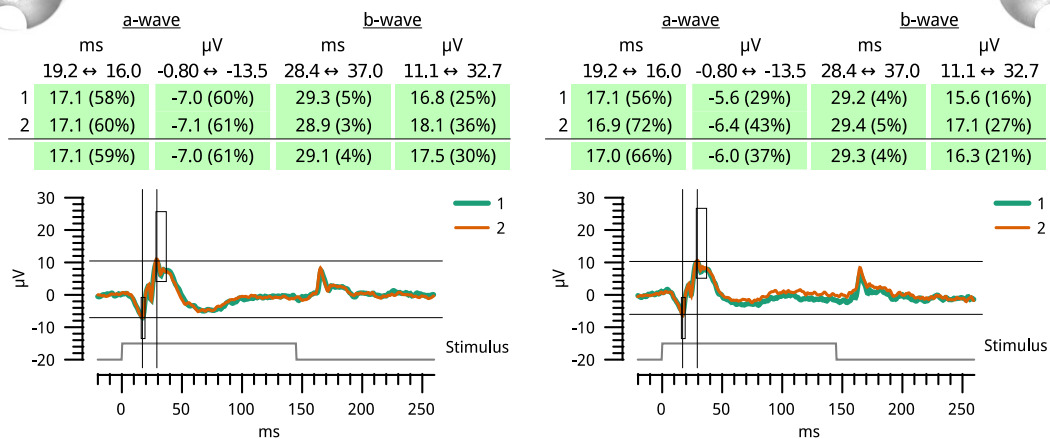 a-wave b-wave
ms µV ms µV
19.2 ↔ 16.0 -0.80 ↔ -13.5 28.4 ↔ 37.0 11.1 ↔ 32.7
1 17.1 (58%) -7.0 (60%) 29.3 (5%) 16.8 (25%)
2 17.1 (60%) -7.1 (61%) 28.9 (3%) 18.1 (36%)
17.1 (59%) -7.0 (61%) 29.1 (4%) 17.5 (30%)
30
20
10
0
-10
-20
µV
1
2
Stimulus
0 50 100 150 200 250
ms
a-wave b-wave
ms µV ms µV
19.2 ↔ 16.0 -0.80 ↔ -13.5 28.4 ↔ 37.0 11.1 ↔ 32.7
1 17.1 (56%) -5.6 (29%) 29.2 (4%) 15.6 (16%)
2 16.9 (72%) -6.4 (43%) 29.4 (5%) 17.1 (27%)
17.0 (66%) -6.0 (37%) 29.3 (4%) 16.3 (21%)
30
20
10
0
-10
-20
µV
1
2
Stimulus
0 50 100 150 200 250
ms